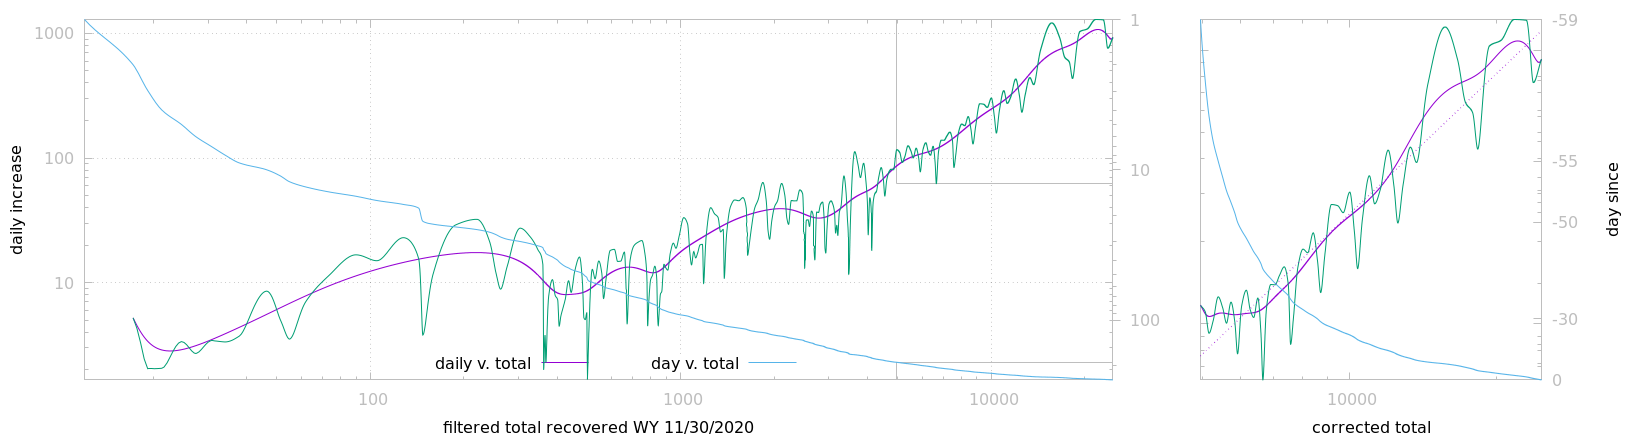 1000
100
10
daily increase
100
1000
10000
filtered total recovered WY 11/30/2020
daily v. total
day v. total
1
10
100
10000
corrected total
-59
-55
-50
-30
0
day since